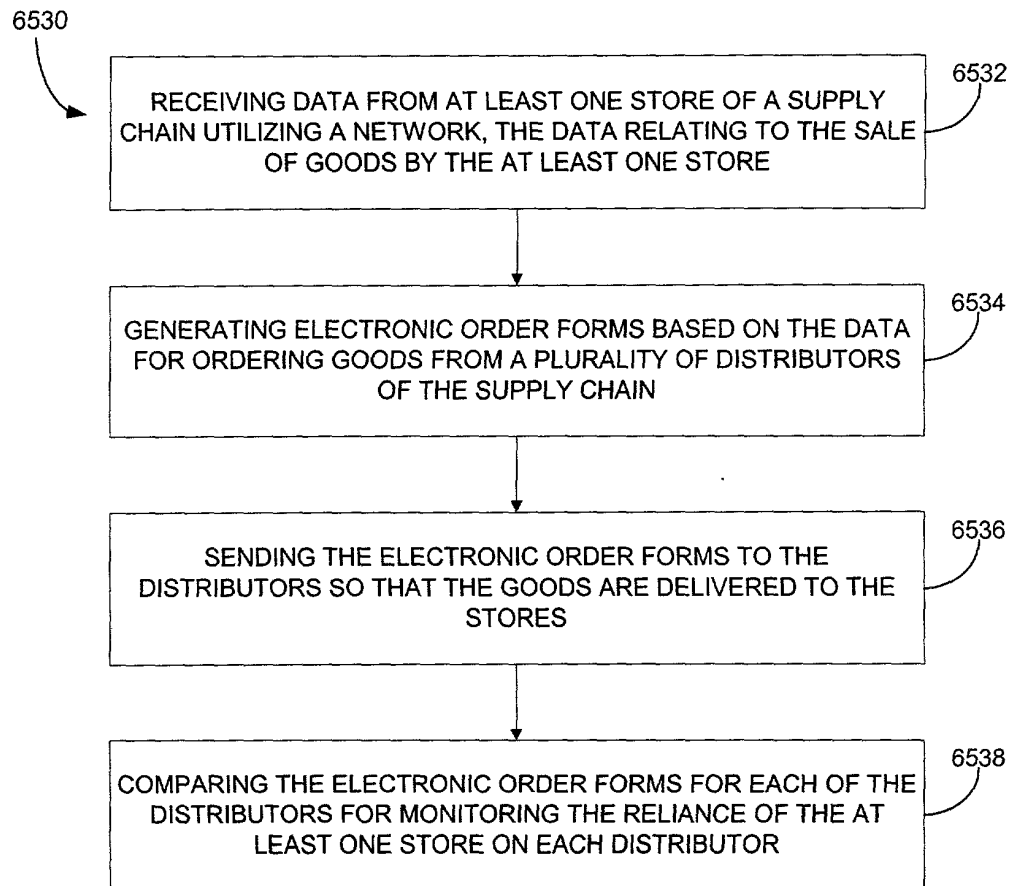 6530
6532
RECEIVING DATA FROM AT LEAST ONE STORE OF A SUPPLY
CHAIN UTILIZING A NETWORK, THE DATA RELATING TO THE SALE
OF GOODS BY THE AT LEAST ONE STORE
6534
GENERATING ELECTRONIC ORDER FORMS BASED ON THE DATA
FOR ORDERING GOODS FROM A PLURALITY OF DISTRIBUTORS
OF THE SUPPLY CHAIN
6536
SENDING THE ELECTRONIC ORDER FORMS TO THE
DISTRIBUTORS SO THAT THE GOODS ARE DELIVERED TO THE
STORES
6538
COMPARING THE ELECTRONIC ORDER FORMS FOR EACH OF THE
DISTRIBUTORS FOR MONITORING THE RELIANCE OF THE AT
LEAST ONE STORE ON EACH DISTRIBUTOR